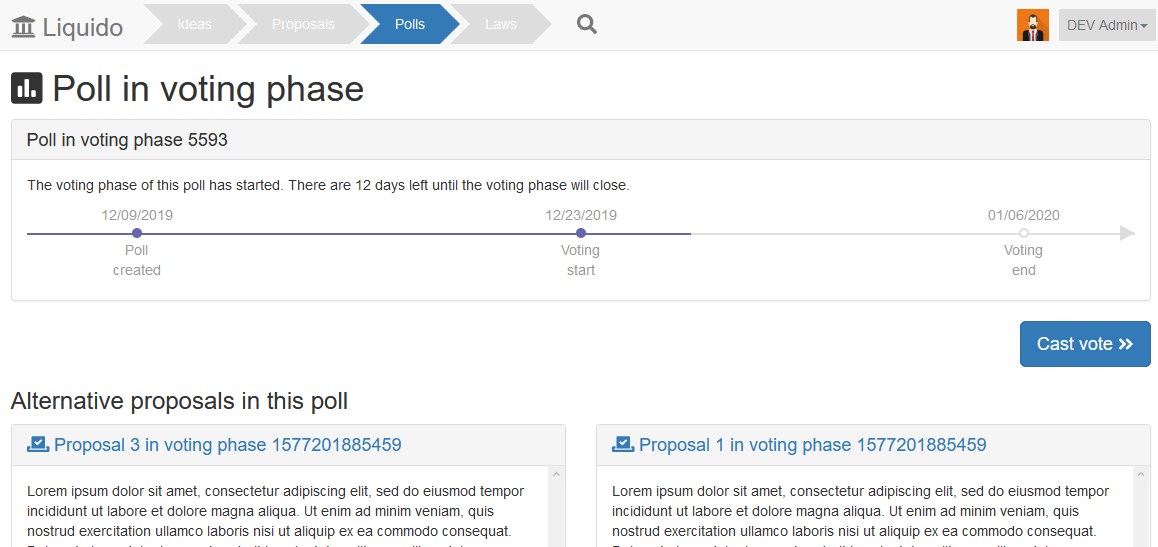 Liquido
Ideas
Proposals
Polls
Laws
DEV Admin
Poll in voting phase
Poll in voting phase 5593
The voting phase of this poll has started. There are 12 days left until the voting phase will close.
12/09/2019
12/23/2019
01/06/2020
Poll
created
Voting
start
Voting
end
Cast vote
Alternative proposals in this poll
Proposal 3 in voting phase 1577201885459
Lorem ipsum dolor sit amet, consectetur adipiscing elit, sed do eiusmod tempor
incididunt ut labore et dolore magna aliqua. Ut enim ad minim veniam, quis
nostrud exercitation ullamco laboris nisi ut aliquip ex ea commodo consequat.
Proposal 1 in voting phase 1577201885459
Lorem ipsum dolor sit amet, consectetur adipiscing elit, sed do eiusmod tempor
incididunt ut labore et dolore magna aliqua. Ut enim ad minim veniam, quis
nostrud exercitation ullamco laboris nisi ut aliquip ex ea commodo consequat.